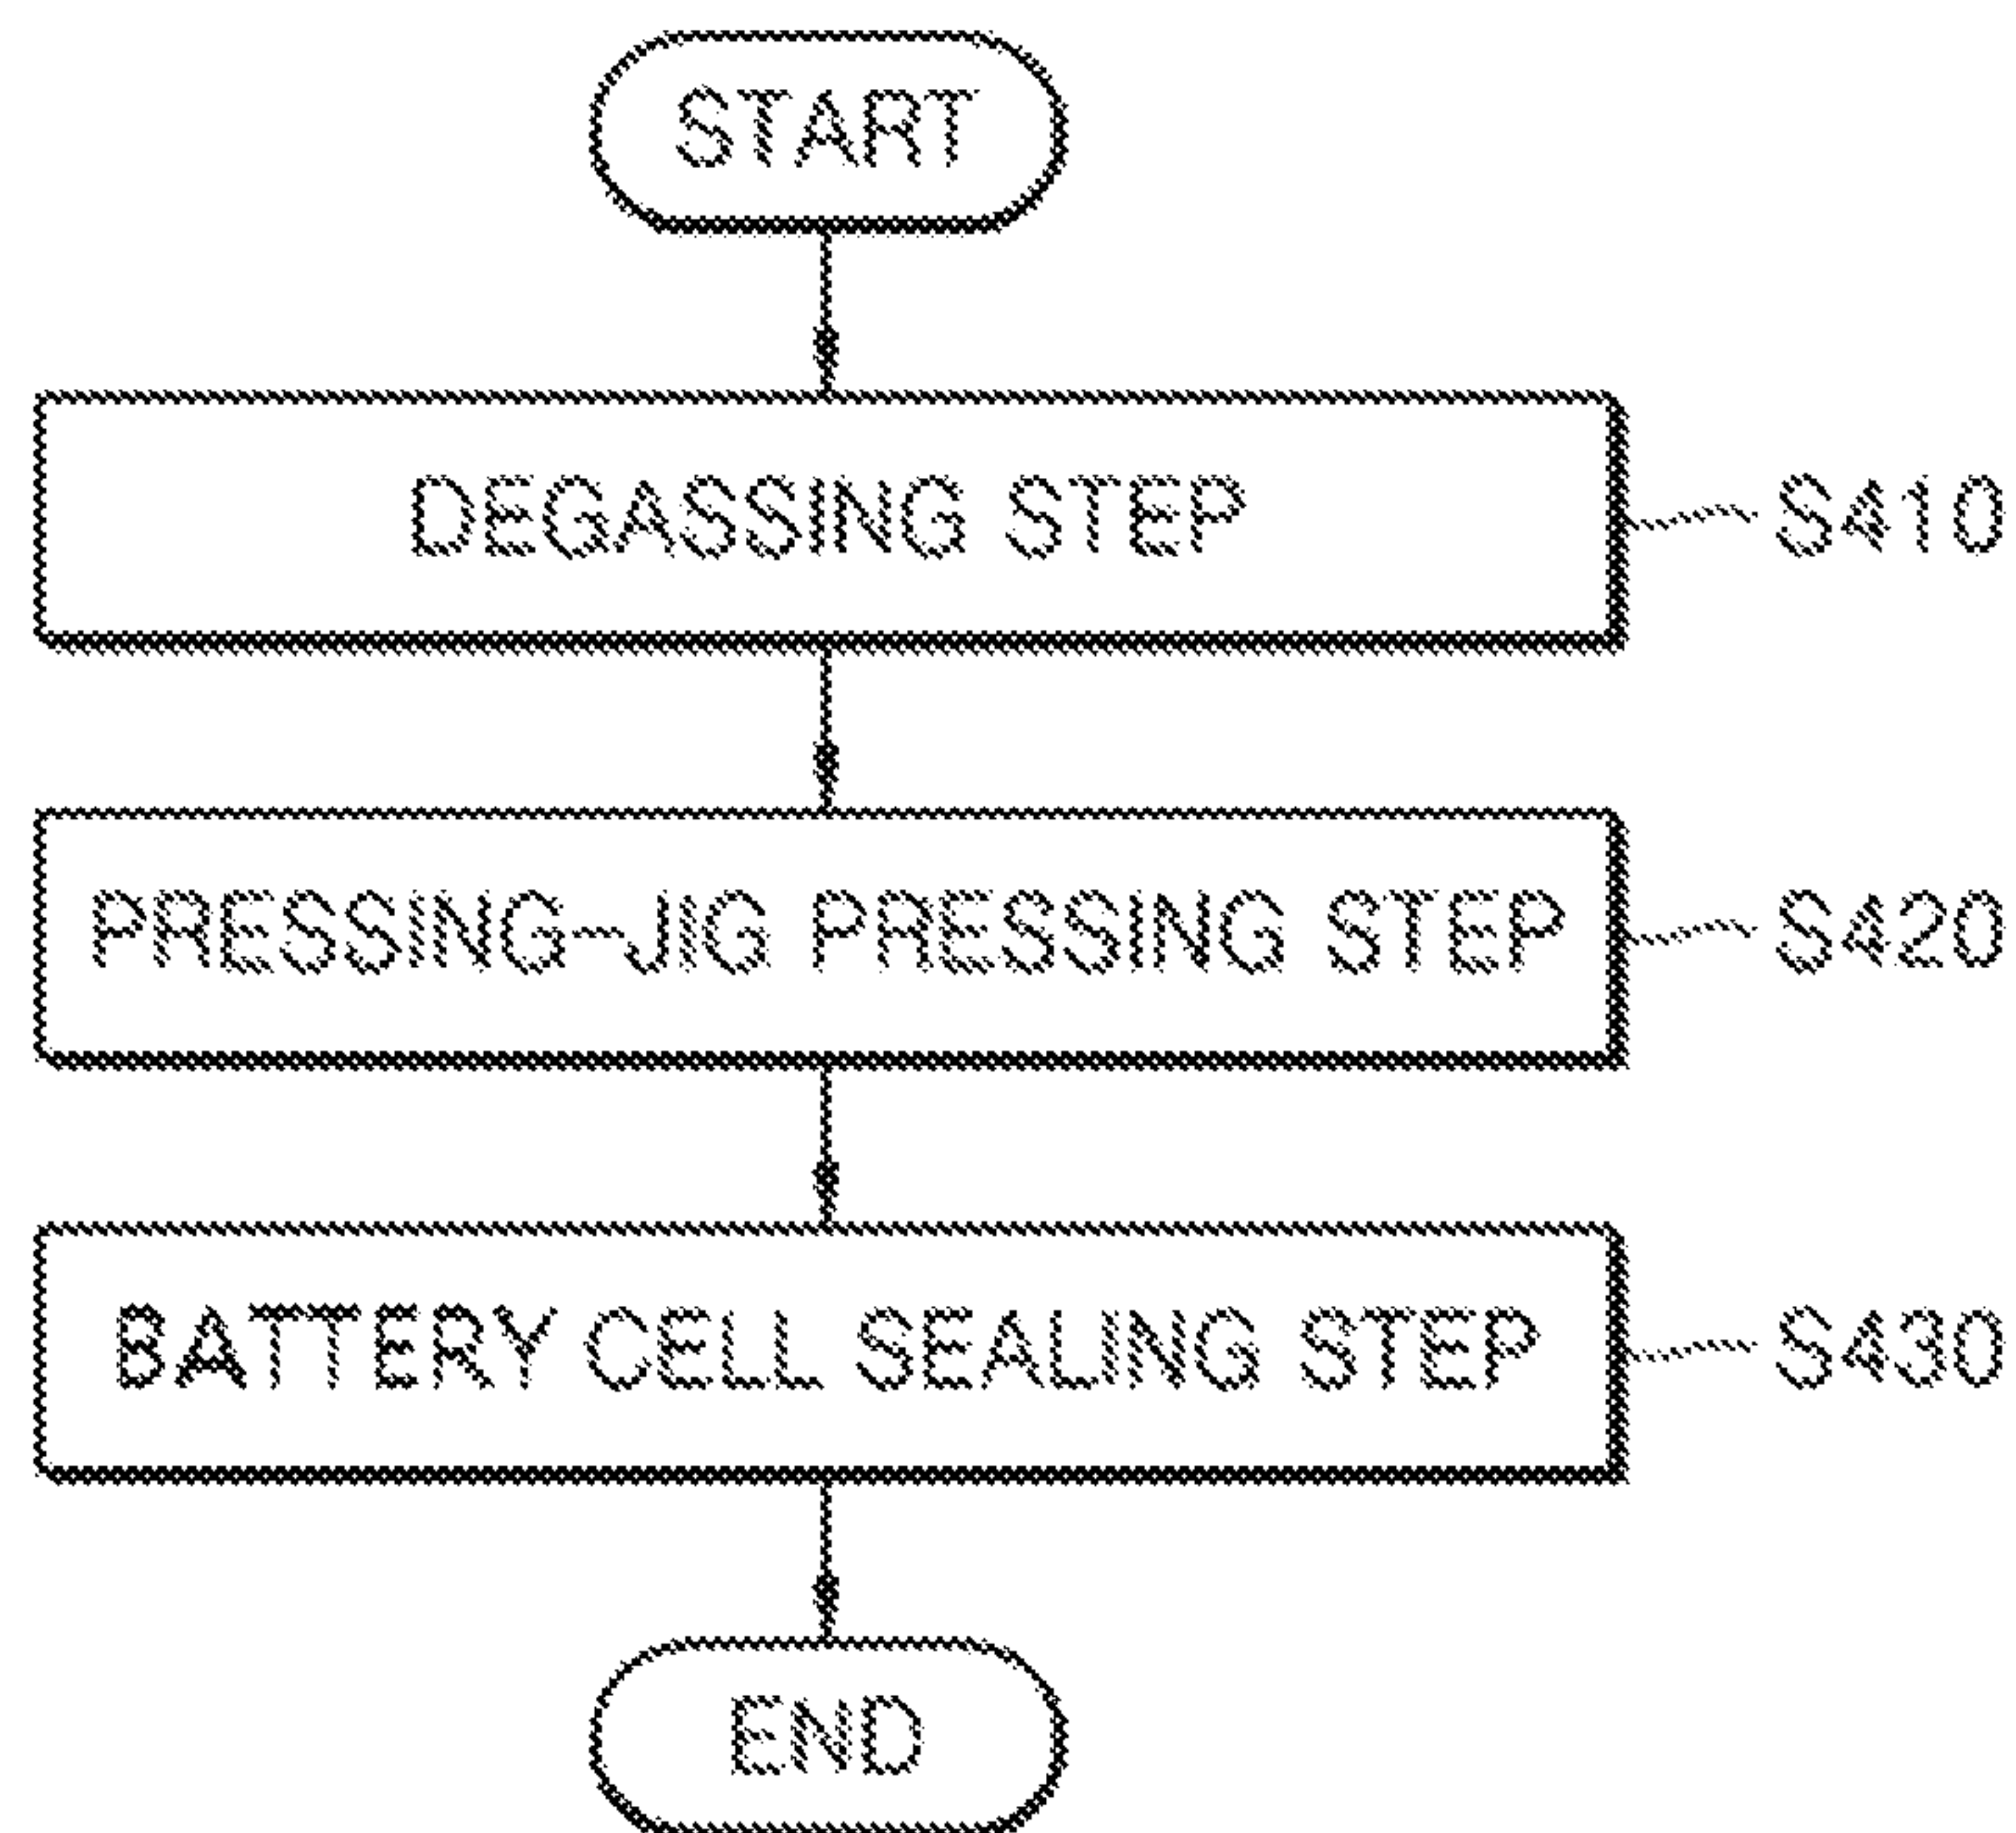 START
DEGASSING STEP
S410
PRESSING-JIG PRESSING STEP
S420
BATTERY CELL SEALING STEP
S430
END